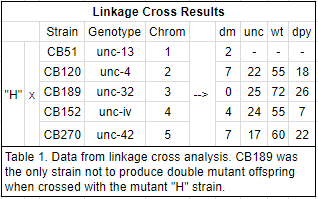 Linkage Cross Results
Strain Genotype Chrom dm unc wt dpy
CB51 unc-13 1 2 - - -
CB120 unc-4 2 7 22 55 18
"H" x CB189 unc-32 3 --> 0 25 72 26
CB152 unc-iv 4 4 24 55 7
CB270 unc-42 5 7 17 60 22
Table 1. Data from linkage cross analysis. CB189 was
the only strain not to produce double mutant offspring
when crossed with the mutant "H" strain.